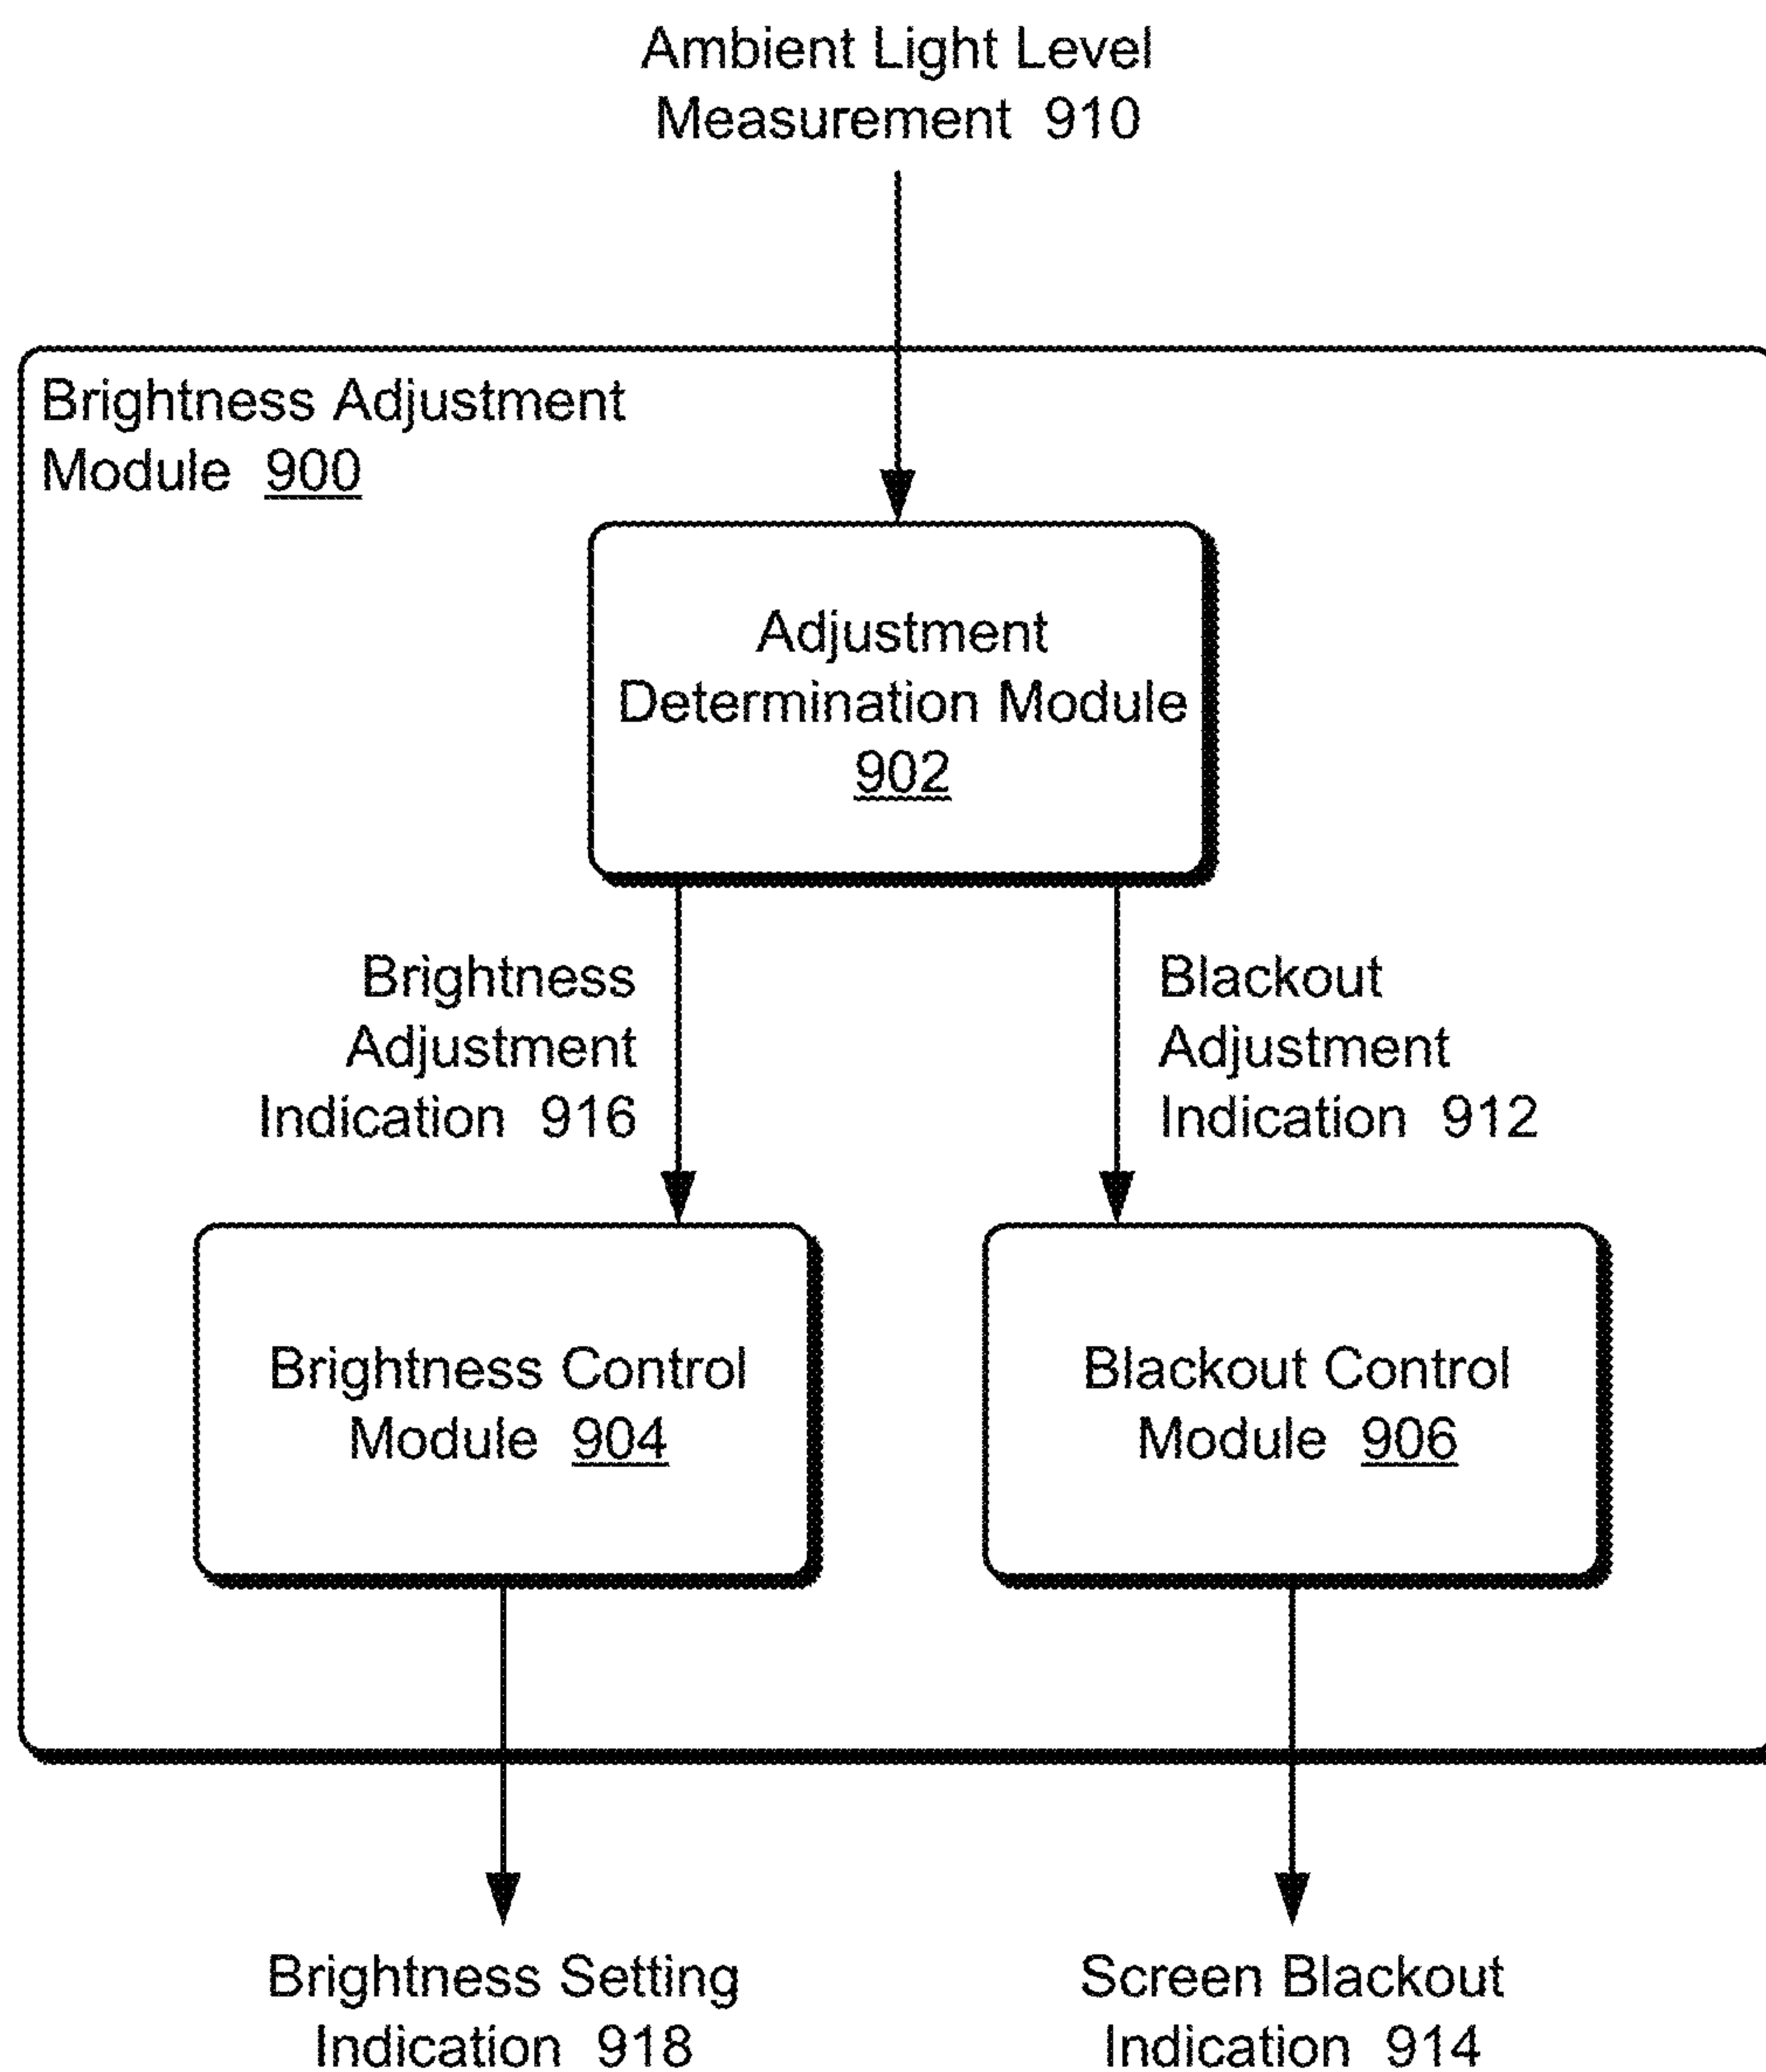 Ambient Light Level
Measurement 910
Brightness Adjustment
Module 900
Adjustment
Determination Module
902
Brightness
Adjustment
Indication 916
Blackout
Adjustment
Indication 912
Brightness Control
Module 904
Blackout Control
Module 906
Brightness Setting
Indication 918
Screen Blackout
Indication 914